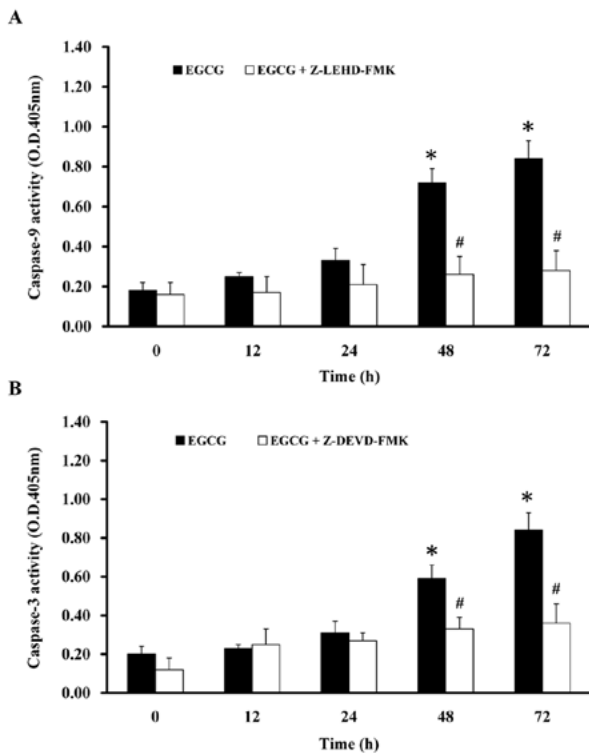 A
1.40
EGCG EGCG + Z-LEHD-FMK
1.20
1.00
0.80
0.60
0.40
0.20
0.00
* *
# #
Caspase-9 activity (O.D.405nm)
0 12 24 48 72
Time (h)
B
1.40
EGCG EGCG + Z-DEVD-FMK
1.20
1.00
0.80
0.60
0.40
0.20
0.00
* *
# #
Caspase-3 activity (O.D.405nm)
0 12 24 48 72
Time (h)